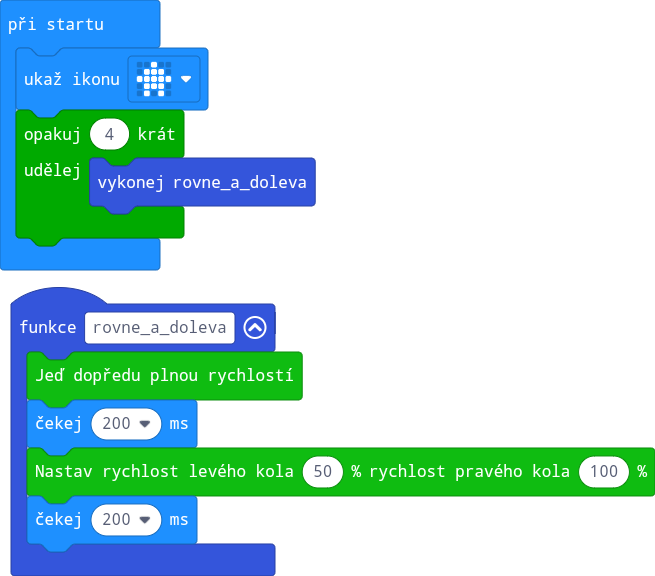 při startu
ukaž ikonu
opakuj 4 krát
udělej
vykonej rovne_a_doleva
funkce rovne_a_doleva
Jeď dopředu plnou rychlostí
čekej 200 ms
Nastav rychlost levého kola 50 % rychlost pravého kola 100 %
čekej 200 ms